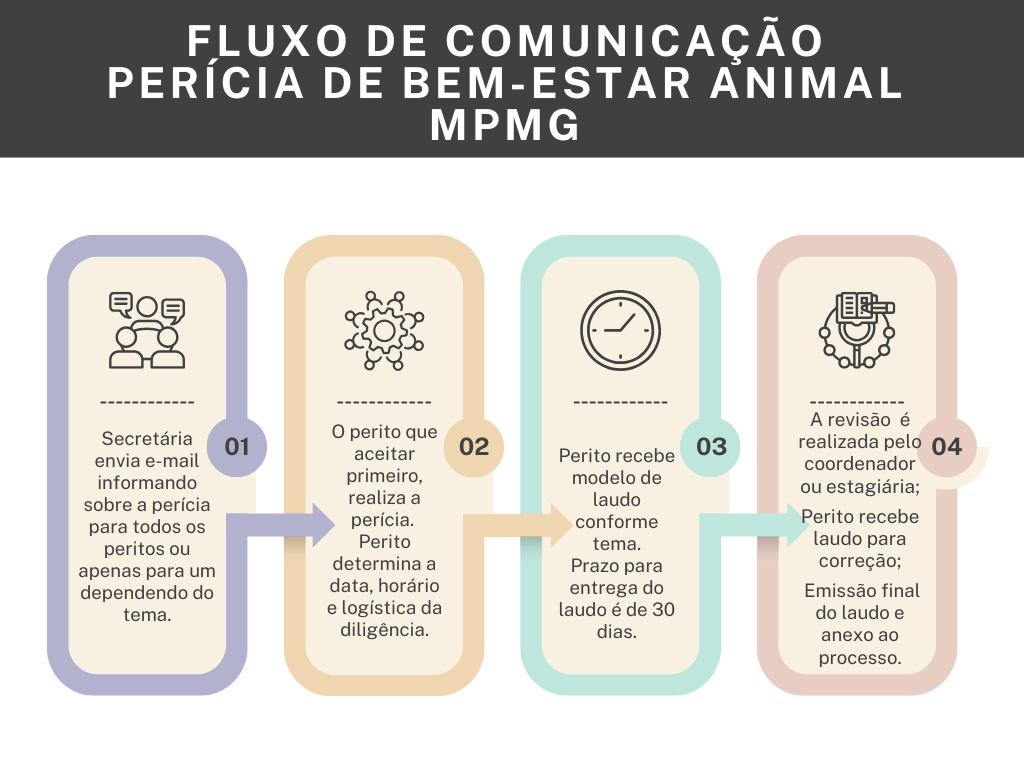 FLUXO DE COMUNICAÇÃO
PERÍCIA DE BEM-ESTAR ANIMAL
MPMG
01
Secretária
envia e-mail
informando
sobre a perícia
para todos os
peritos ou
apenas para um
dependendo do
tema.
02
O perito que
aceitar
primeiro,
realiza a
perícia.
Perito
determina a
data, horário
e logística da
diligência.
03
Perito recebe
modelo de
laudo
conforme
tema.
Prazo para
entrega do
laudo é de 30
dias.
04
A revisão é
realizada pelo
coordenador
ou estagiária;
Perito recebe
laudo para
correção;
Emissão final
do laudo e
anexo ao
processo.